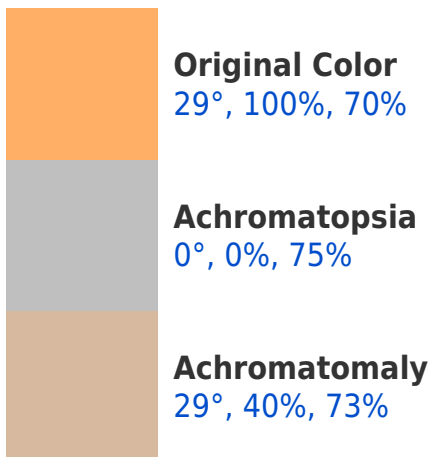 Original Color
29°, 100%, 70%
Achromatopsia
0°, 0%, 75%
Achromatomaly
29°, 40%, 73%